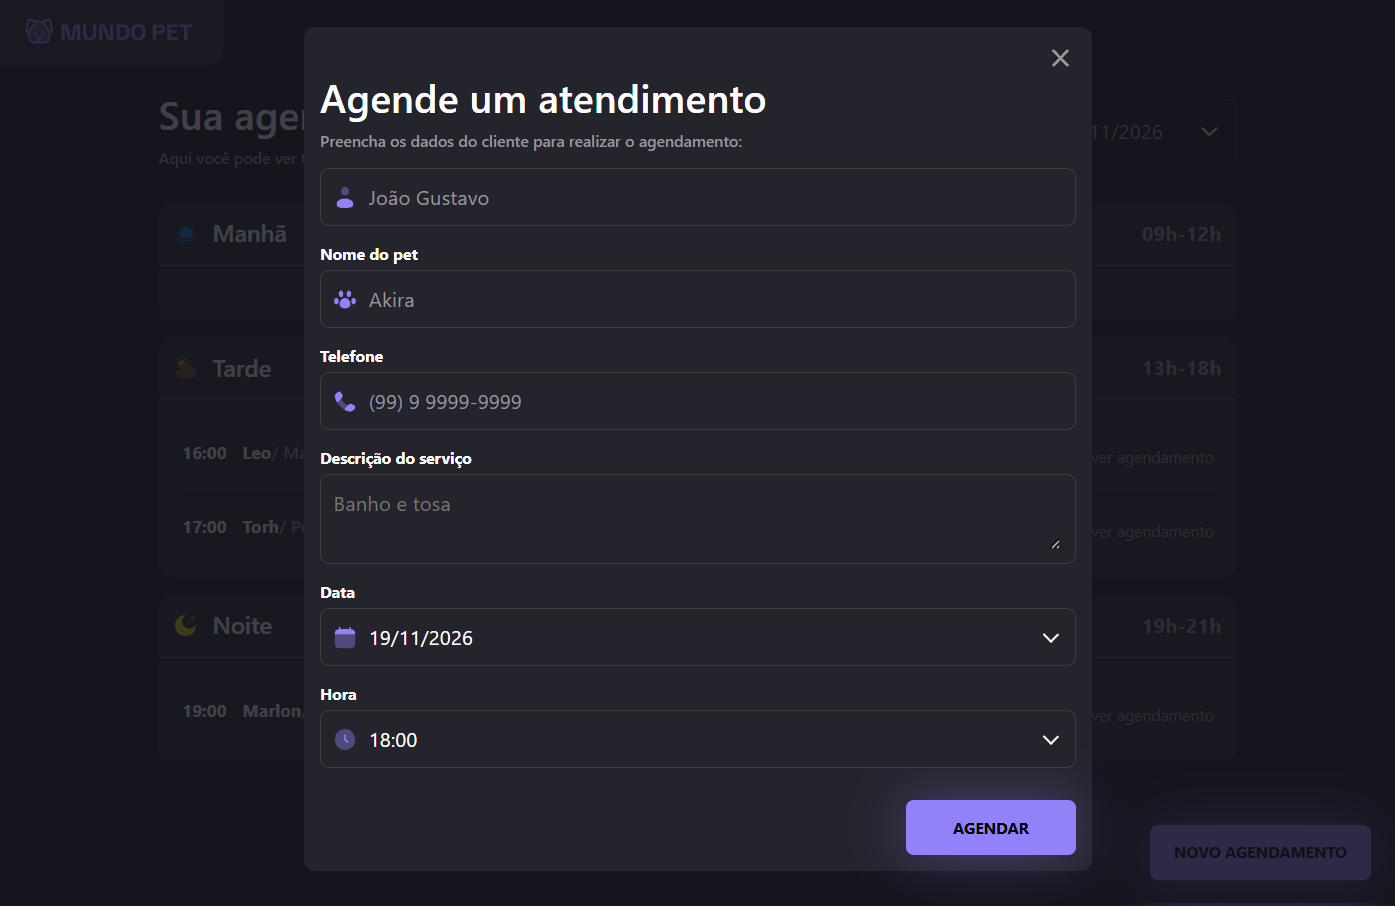 MUNDO PET
Sua agen
Aqui você pode ver t
11/2026
Manhã
09h-12h
Tarde
13h-18h
16:00 Leo/ Ma
ver agendamento
17:00 Torh/ Pe
ver agendamento
Noite
19h-21h
19:00 Marlon/
ver agendamento
NOVO AGENDAMENTO
Agende um atendimento
Preencha os dados do cliente para realizar o agendamento:
João Gustavo
Nome do pet
Akira
Telefone
(99) 9 9999-9999
Descrição do serviço
Banho e tosa
Data
19/11/2026
Hora
18:00
AGENDAR